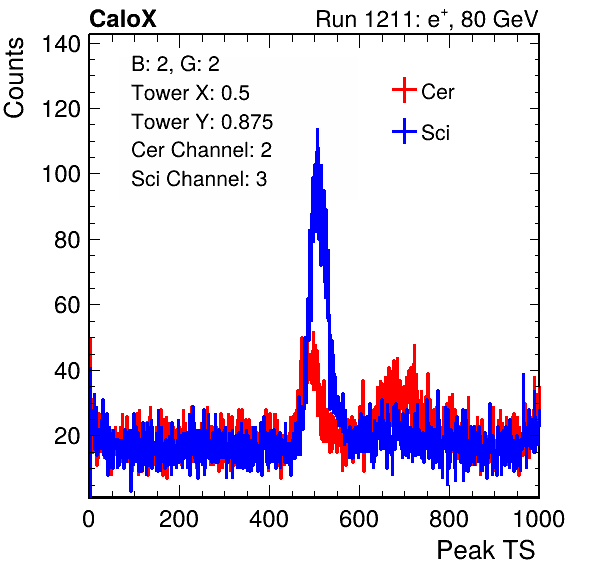 CaloX Run 1211: e⁺, 80 GeV
Counts
B: 2, G: 2
Tower X: 0.5
Tower Y: 0.875
Cer Channel: 2
Sci Channel: 3
Cer
Sci
140
120
100
80
60
40
20
0 200 400 600 800 1000
Peak TS